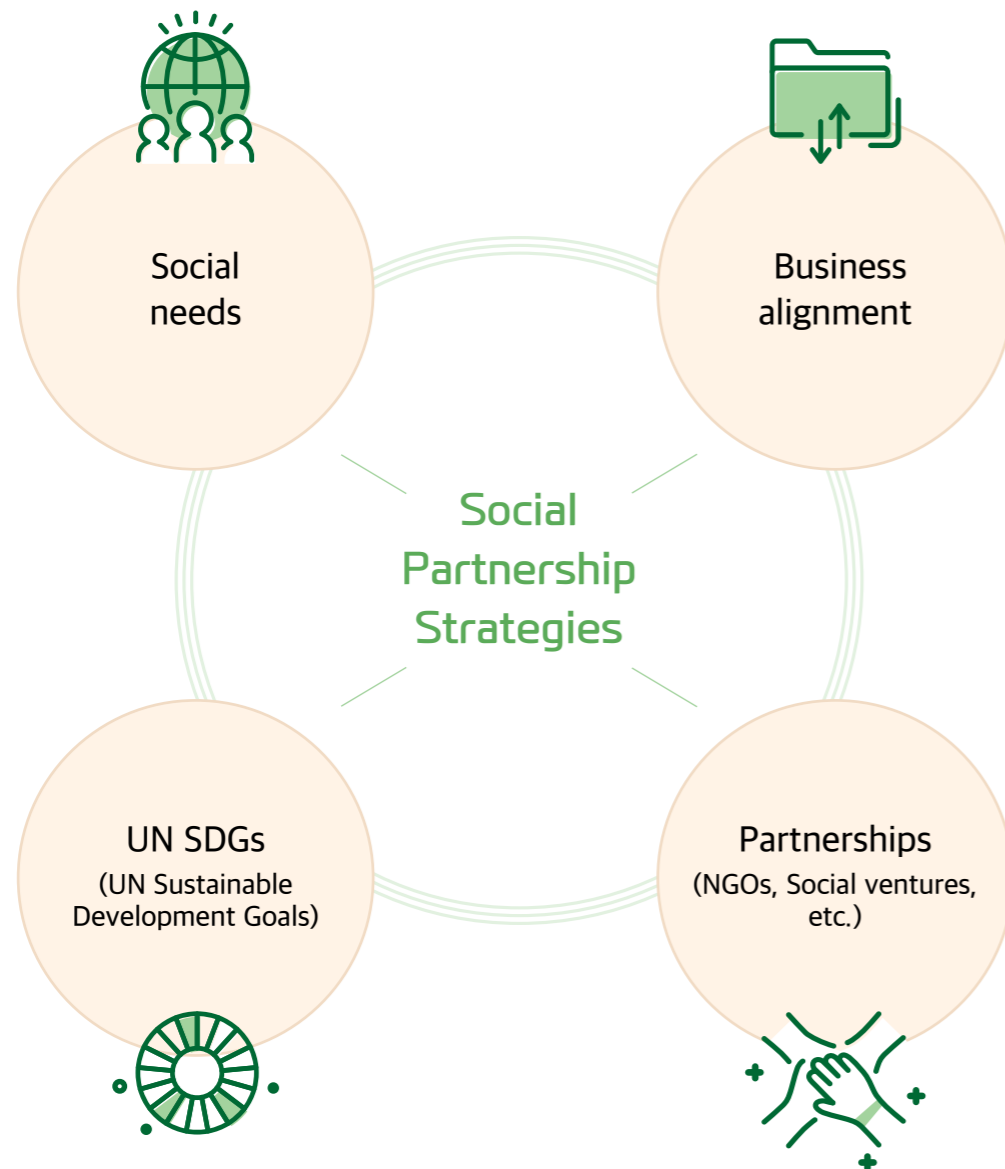 Social
needs
Business
alignment
Social
Partnership
Strategies
UN SDGs
(UN Sustainable
Development Goals)
Partnerships
(NGOs, Social ventures,
etc.)